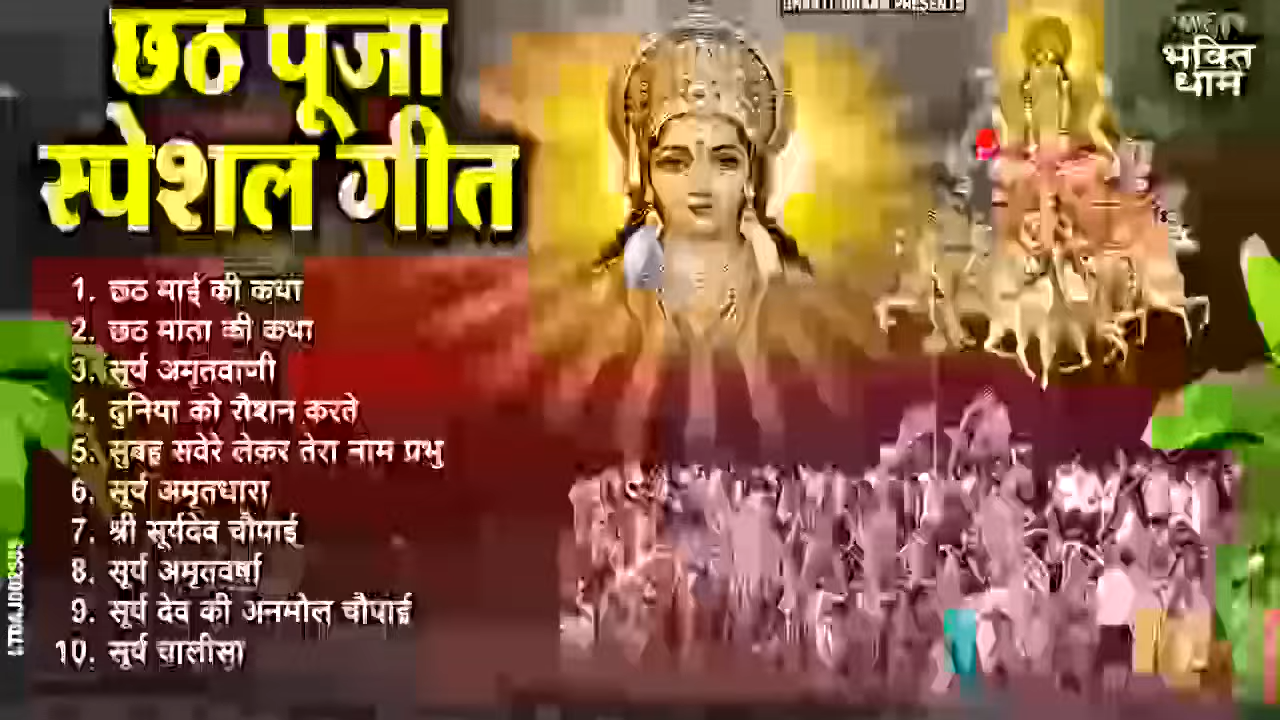 छठ पूजा
स्पेशल गीत
भक्ति
धाम
1. छठ माई की कथा
2. छठ माता की कथा
3. सूर्य अमृतवाणी
4. दुनिया को रौशन करते
5. सुबह सवेरे लेकर तेरा नाम प्रभु
6. सूर्य अमृतधारा
7. श्री सूर्यदेव चौपाई
8. सूर्य अमृतवर्षा
9. सूर्य देव की अनमोल चौपाई
10. सूर्य चालीसा
PRESENTS